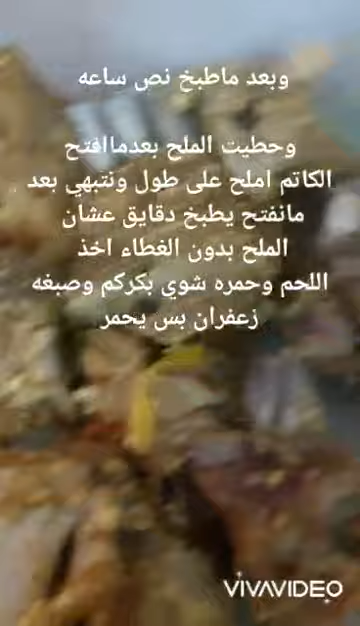 وبعد ماطبخ نص ساعه
وحطيت الملح بعدماافتح
الكاتم املح على طول ونتبهي بعد
مانفتح يطبخ دقايق عشان
الملح بدون الغطاء اخذ
اللحم وحمره شوي بكركم وصبغه
زعفران بس يحمر
VIVAVIDEO